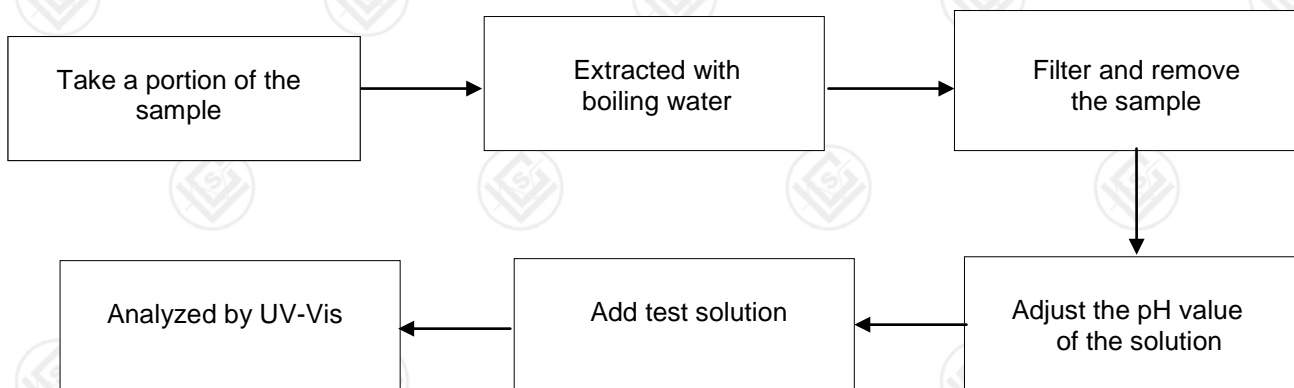 Take a portion of the
sample
Extracted with
boiling water
Filter and remove
the sample
Adjust the pH value
of the solution
Add test solution
Analyzed by UV-Vis